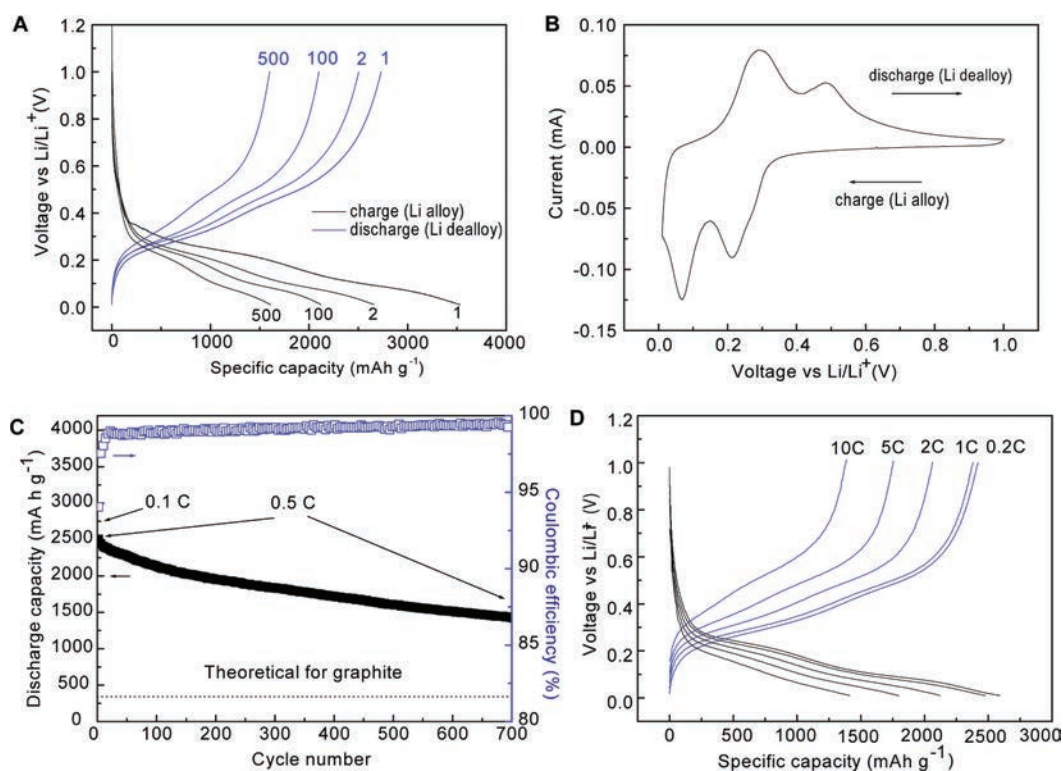 A
1.2
1.0
0.8
0.6
0.4
0.2
0.0
Voltage vs Li/Li⁺(V)
500 100 2 1
charge (Li alloy)
discharge (Li dealloy)
500 100 2 1
0 1000 2000 3000 4000
Specific capacity (mAh g⁻¹)
B
0.10
0.05
0.00
-0.05
-0.10
-0.15
Current (mA)
discharge (Li dealloy)
charge (Li alloy)
0.0 0.2 0.4 0.6 0.8 1.0
Voltage vs Li/Li⁺(V)
C
4000
3500
3000
2500
2000
1500
1000
500
0
Discharge capacity (mA h g⁻¹)
0.1 C
0.5 C
Theoretical for graphite
100
95
90
85
80
Coulombic efficiency (%)
0 100 200 300 400 500 600 700
Cycle number
D
1.2
1.0
0.8
0.6
0.4
0.2
0.0
Voltage vs Li/Li⁺ (V)
10C 5C 2C 1C 0.2C
0 500 1000 1500 2000 2500 3000
Specific capacity (mAh g⁻¹)